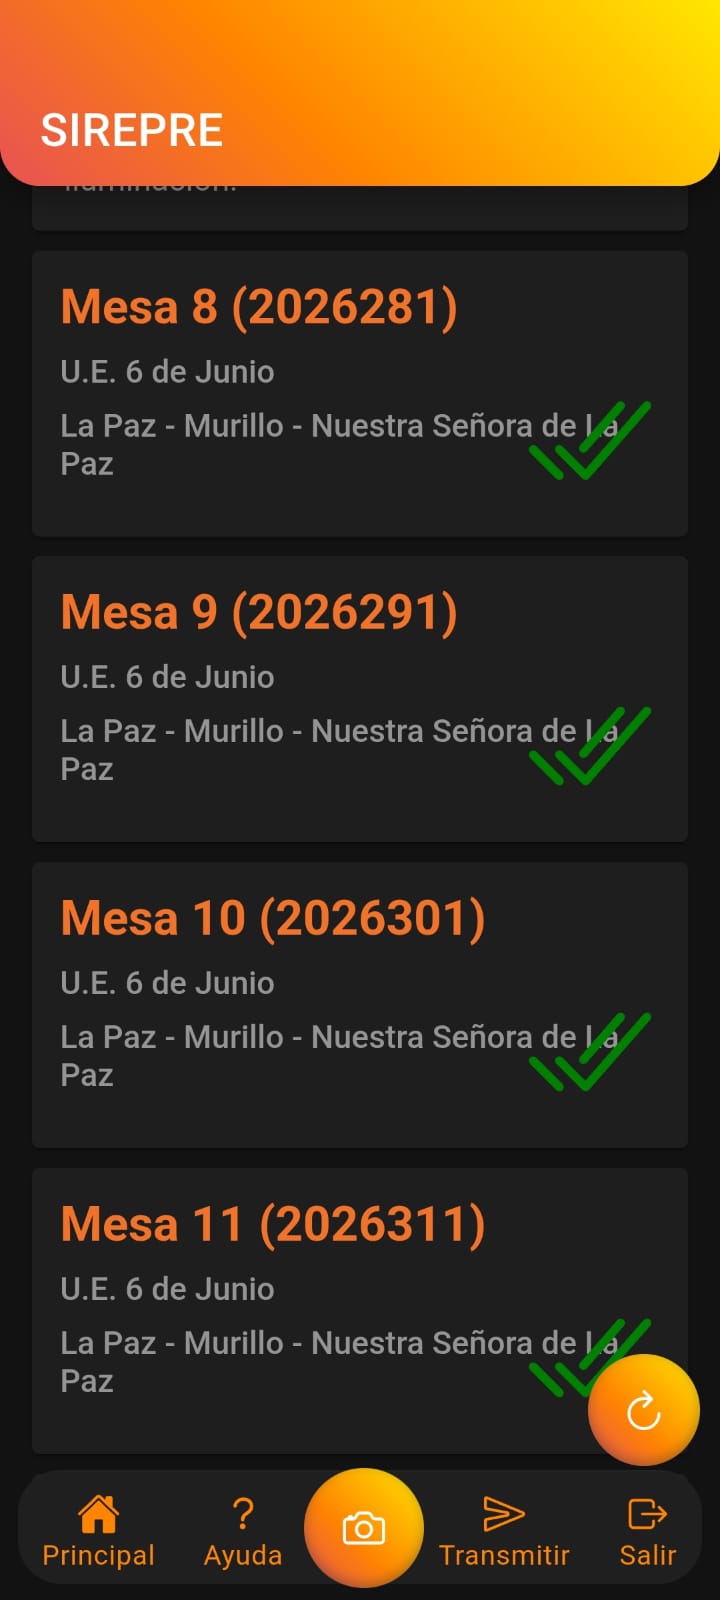 SIREPRE
iluminación.
Mesa 8 (2026281)
U.E. 6 de Junio
La Paz - Murillo - Nuestra Señora de La
Paz
Mesa 9 (2026291)
U.E. 6 de Junio
La Paz - Murillo - Nuestra Señora de La
Paz
Mesa 10 (2026301)
U.E. 6 de Junio
La Paz - Murillo - Nuestra Señora de La
Paz
Mesa 11 (2026311)
U.E. 6 de Junio
La Paz - Murillo - Nuestra Señora de La
Paz
Principal
Ayuda
Transmitir
Salir